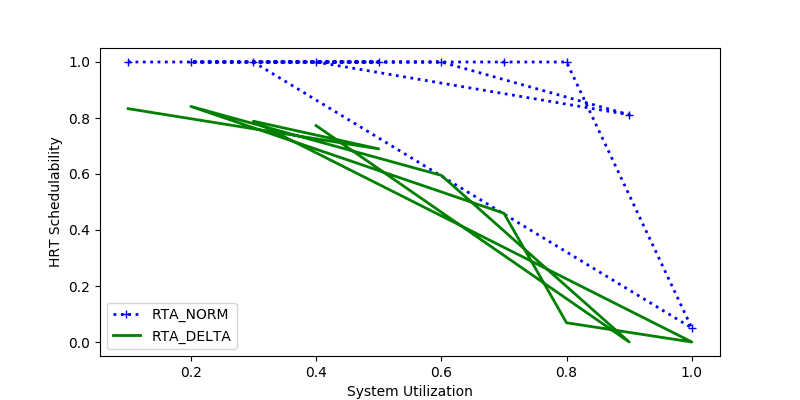 1.0
0.8
0.6
0.4
0.2
0.0
HRT Schedulability
RTA_NORM
RTA_DELTA
0.2 0.4 0.6 0.8 1.0
System Utilization